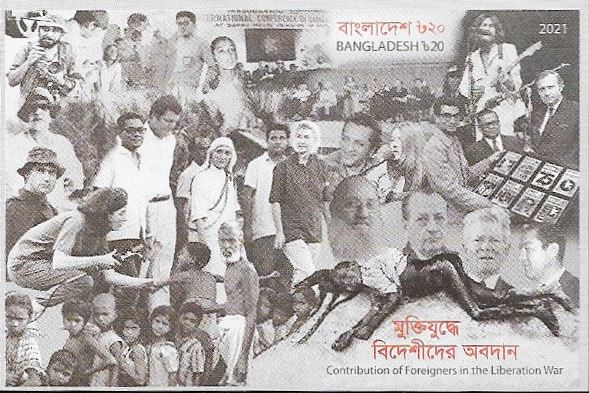 INTERNATIONAL CONFERENCE
বাংলাদেশ ৳২০
BANGLADESH ৳20
2021
মুক্তিযুদ্ধে
বিদেশীদের অবদান
Contribution of Foreigners in the Liberation War